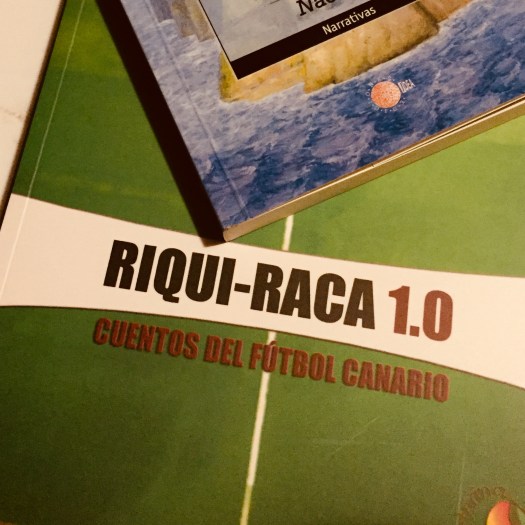 Narrativas
RIQUI-RACA 1.0
CUENTOS DEL FÚTBOL CANARIO